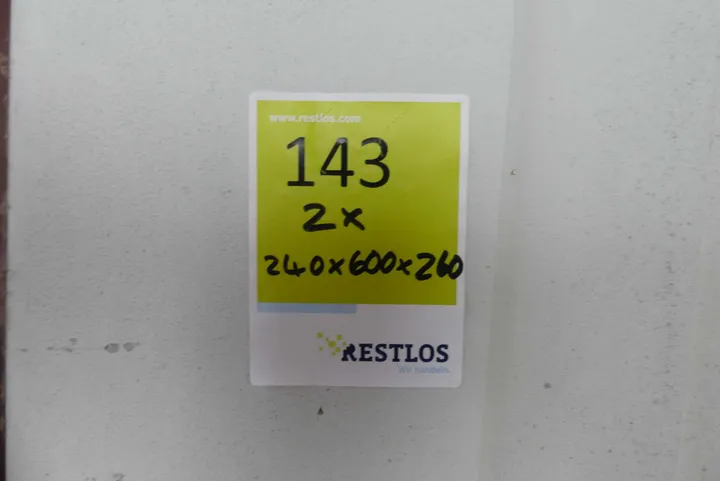 www.restlos.com
143
2x
240x600x260
RESTLOS
Wir handeln.